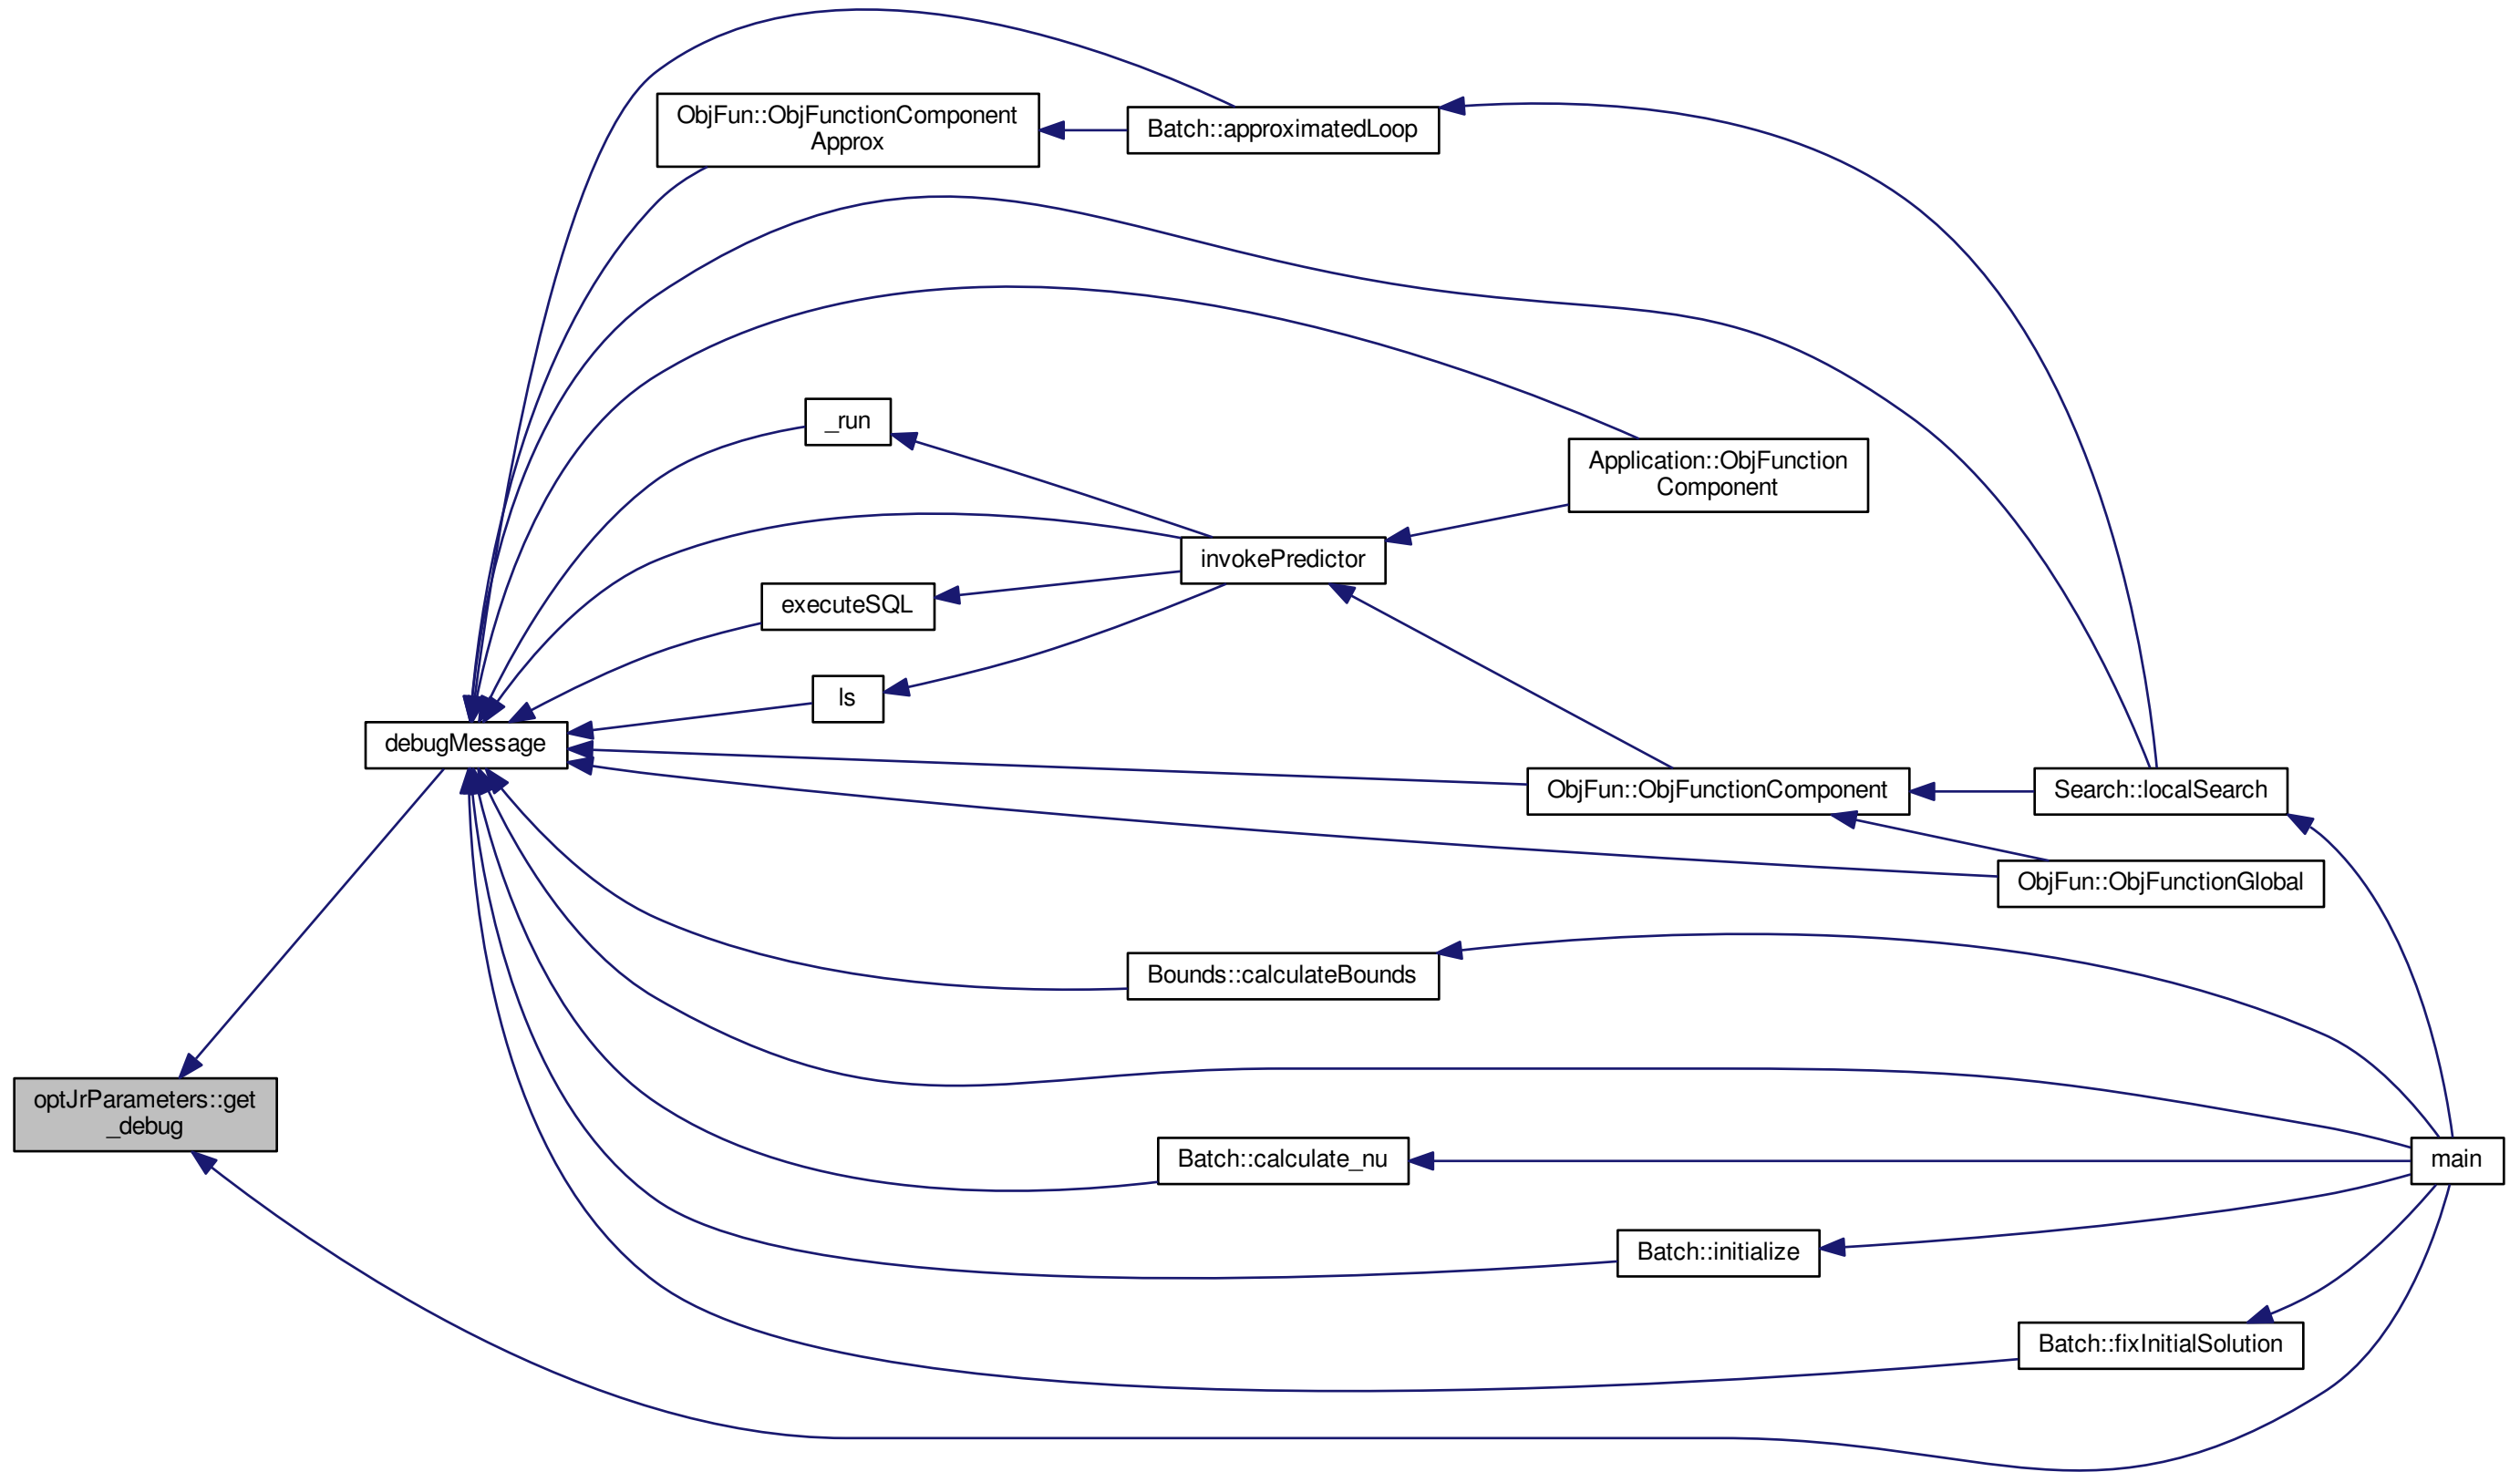 ObjFun::ObjFunctionComponent
Approx
Batch::approximatedLoop
_run
Application::ObjFunction
Component
invokePredictor
executeSQL
ls
debugMessage
ObjFun::ObjFunctionComponent
Search::localSearch
ObjFun::ObjFunctionGlobal
Bounds::calculateBounds
optJrParameters::get
_debug
Batch::calculate_nu
main
Batch::initialize
Batch::fixInitialSolution